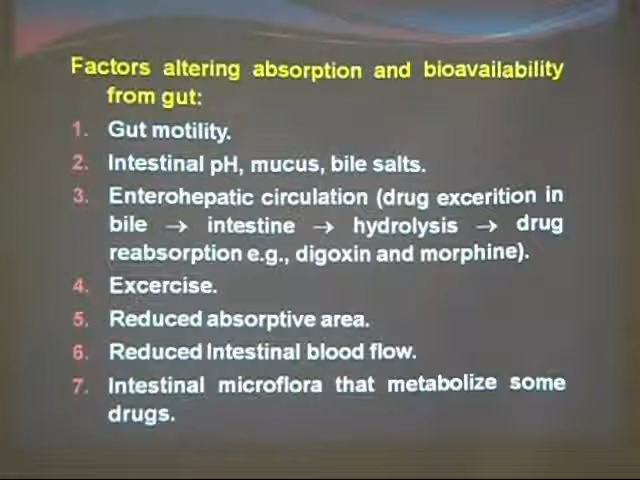 Factors altering absorption and bioavailability
from gut:
1. Gut motility.
2. Intestinal pH, mucus, bile salts.
3. Enterohepatic circulation (drug excerition in
bile → intestine → hydrolysis → drug
reabsorption e.g., digoxin and morphine).
4. Excercise.
5. Reduced absorptive area.
6. Reduced Intestinal blood flow.
7. Intestinal microflora that metabolize some
drugs.